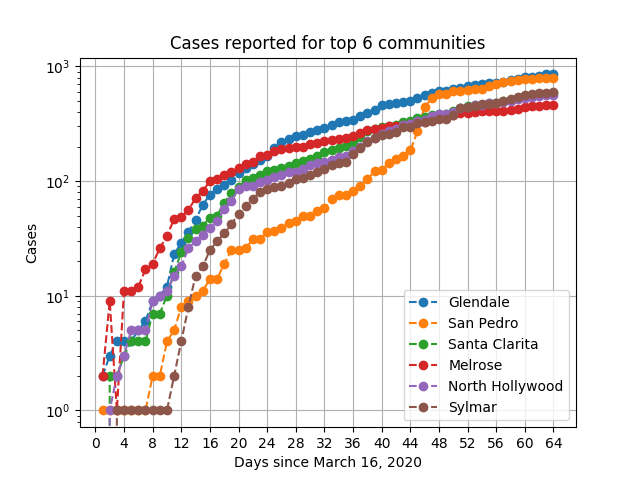 Cases reported for top 6 communities
10³
10²
10¹
10⁰
Cases
Glendale
San Pedro
Santa Clarita
Melrose
North Hollywood
Sylmar
0 4 8 12 16 20 24 28 32 36 40 44 48 52 56 60 64
Days since March 16, 2020